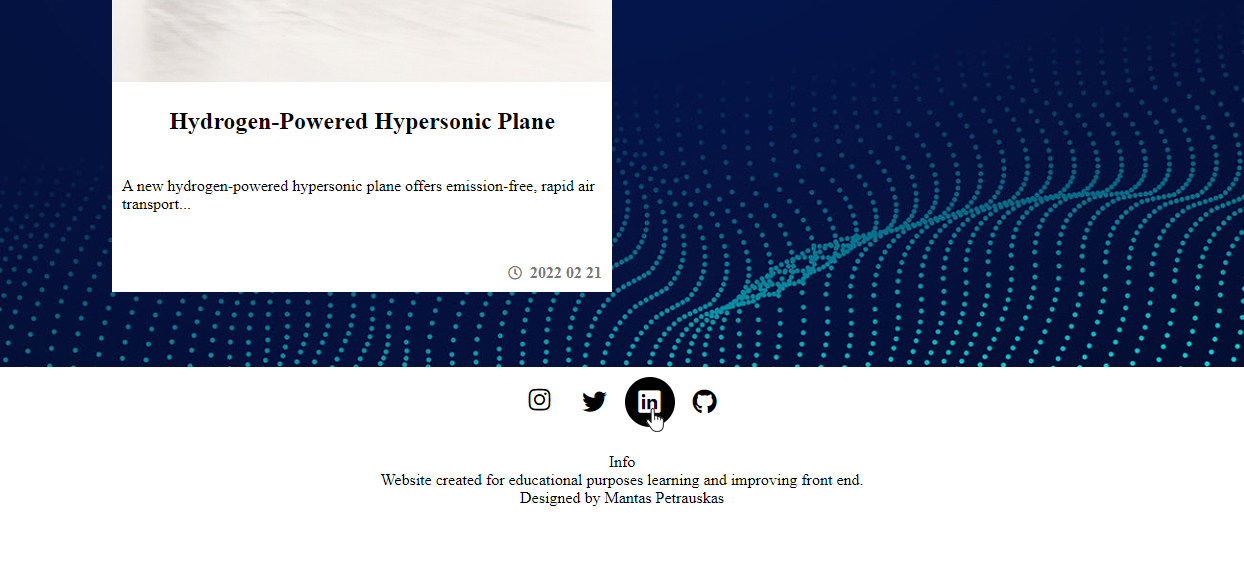 Hydrogen-Powered Hypersonic Plane
A new hydrogen-powered hypersonic plane offers emission-free, rapid air
transport...
2022 02 21
in
Info
Website created for educational purposes learning and improving front end.
Designed by Mantas Petrauskas